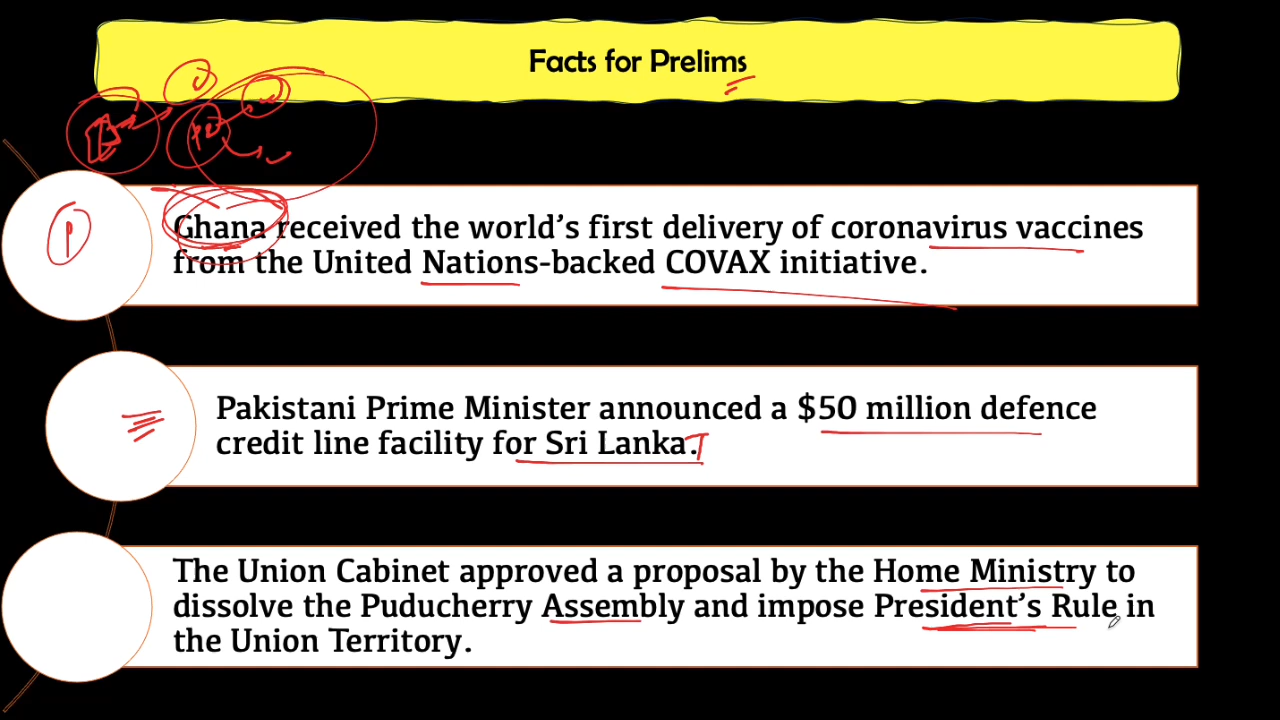 Facts for Prelims
Ghana received the world's first delivery of coronavirus vaccines
from the United Nations-backed COVAX initiative.
Pakistani Prime Minister announced a $50 million defence
credit line facility for Sri Lanka.
The Union Cabinet approved a proposal by the Home Ministry to
dissolve the Puducherry Assembly and impose President's Rule in
the Union Territory.